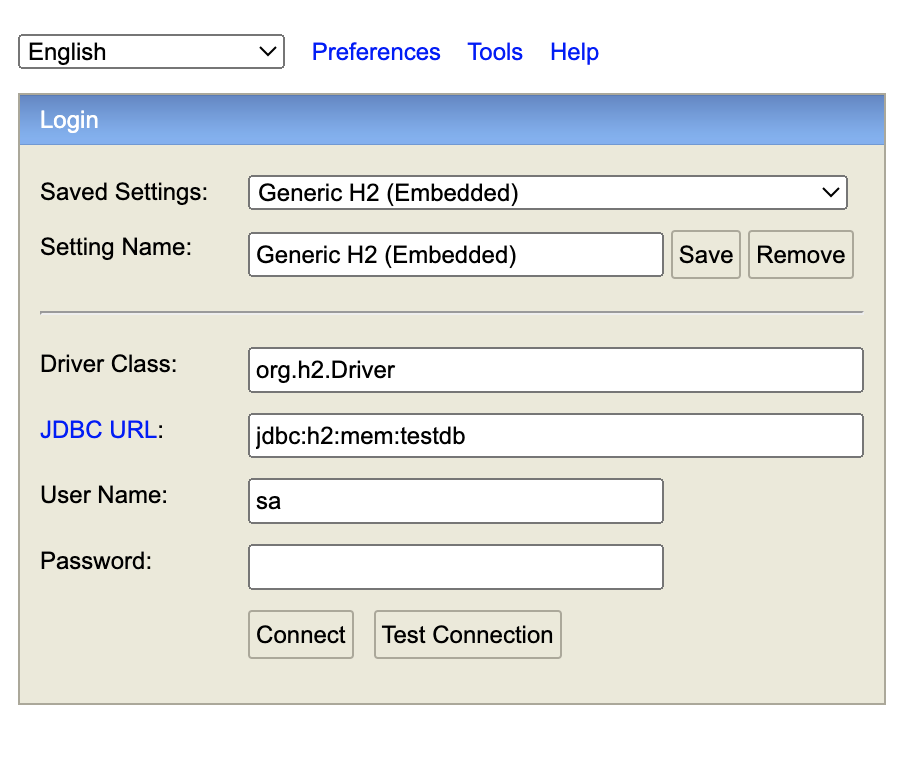 English Preferences Tools Help
Login
Saved Settings: Generic H2 (Embedded)
Setting Name: Generic H2 (Embedded) Save Remove
Driver Class: org.h2.Driver
JDBC URL: jdbc:h2:mem:testdb
User Name: sa
Password:
Connect Test Connection